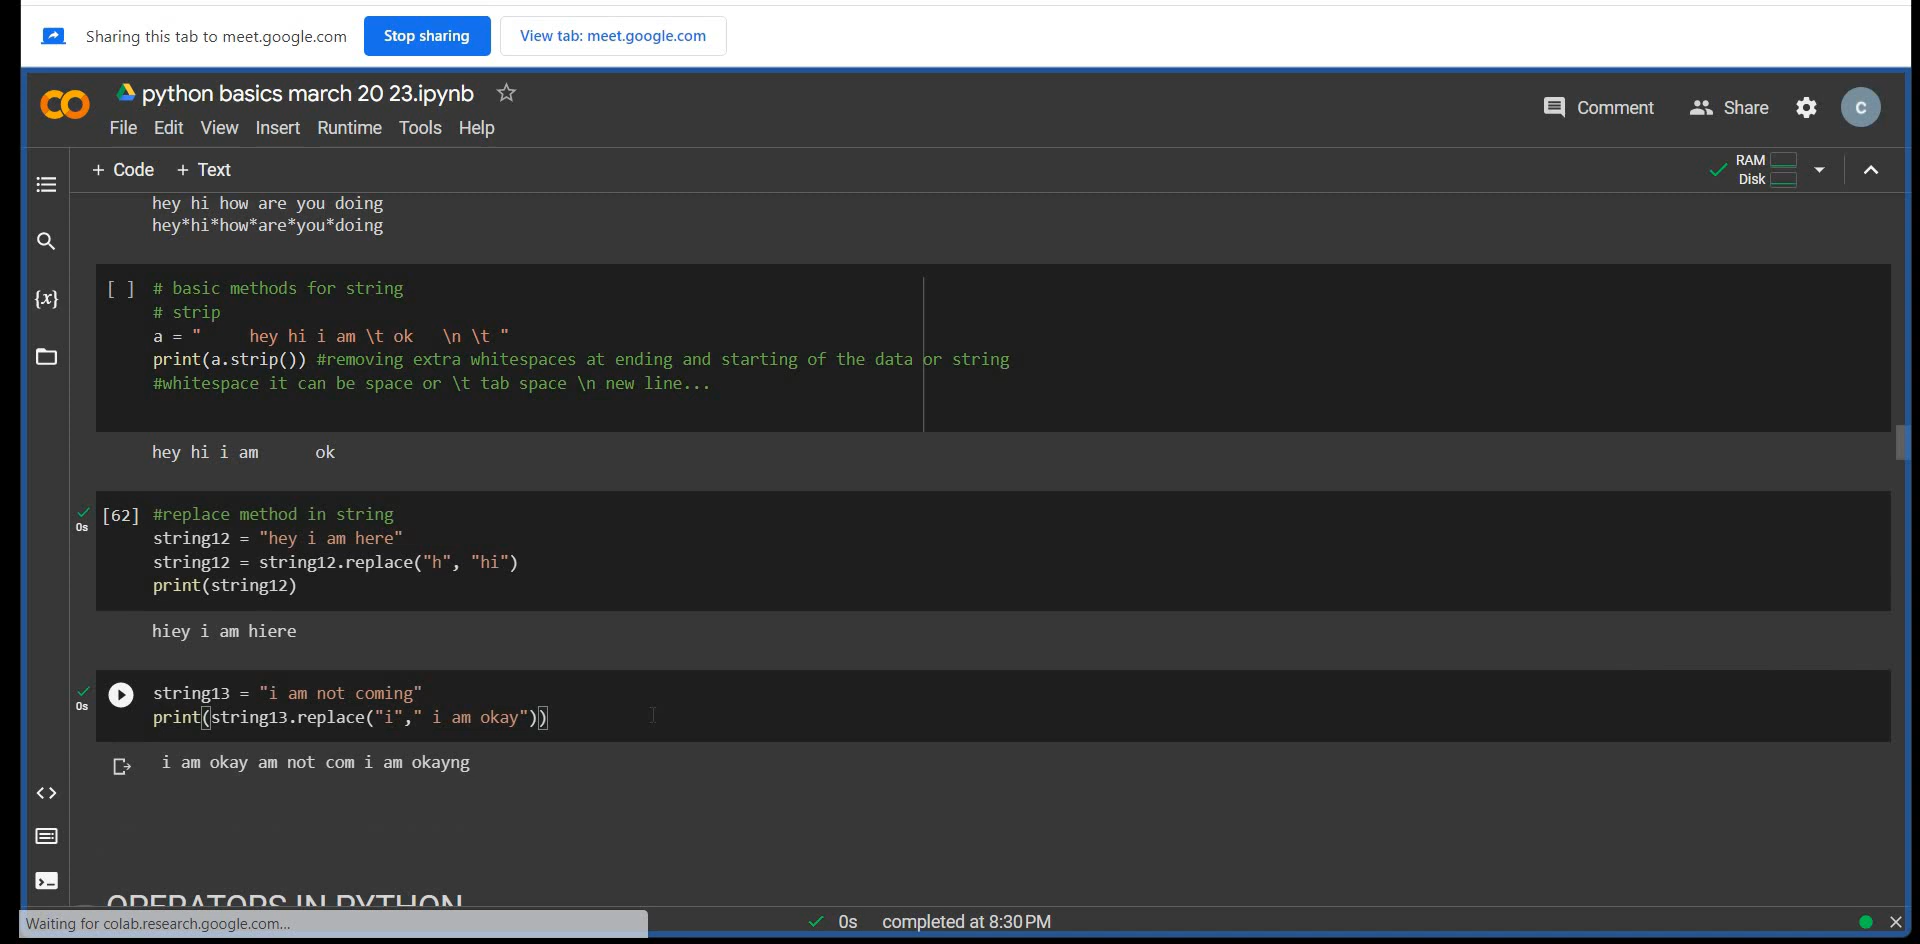 Sharing this tab to meet.google.com Stop sharing View tab: meet.google.com
CO python basics march 20 23.ipynb
Comment Share C
File Edit View Insert Runtime Tools Help
+ Code + Text RAM
Disk
hey hi how are you doing
hey*hi*how*are*you*doing
{x}
[ ] # basic methods for string
# strip
a = "     hey hi i am \t ok   \n \t "
print(a.strip()) #removing extra whitespaces at ending and starting of the data or string
#whitespace it can be space or \t tab space \n new line...
hey hi i am      ok
0s [62] #replace method in string
string12 = "hey i am here"
string12 = string12.replace("h", "hi")
print(string12)
hiey i am hiere
0s string13 = "i am not coming"
print(string13.replace("i"," i am okay"))
i am okay am not com i am okayng
<>
OPERATORS IN PYTHON
Waiting for colab.research.google.com...
0s completed at 8:30 PM